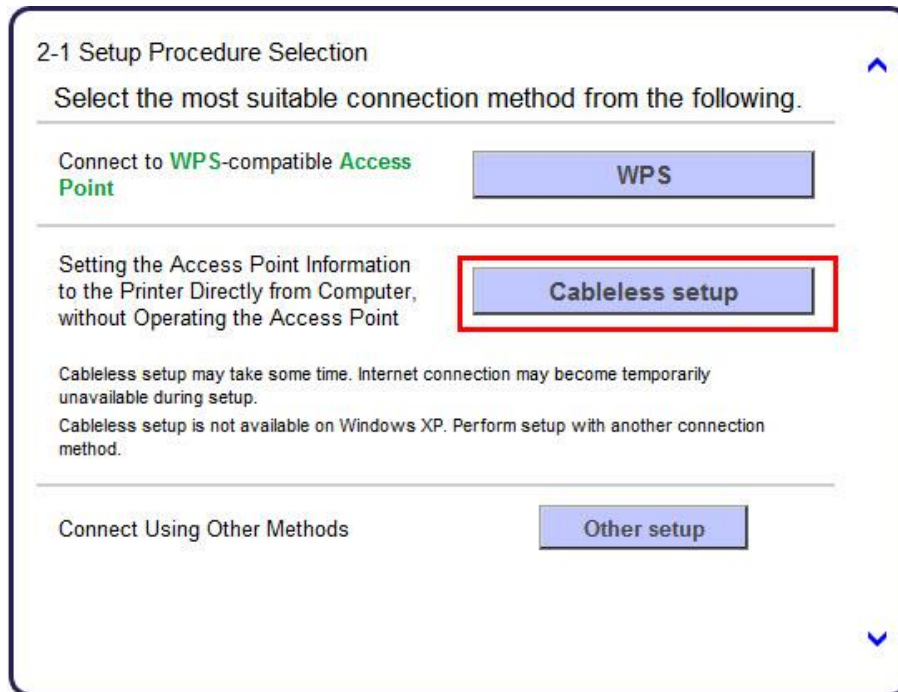 2-1 Setup Procedure Selection
Select the most suitable connection method from the following.
Connect to WPS-compatible Access
Point
WPS
Setting the Access Point Information
to the Printer Directly from Computer,
without Operating the Access Point
Cableless setup
Cableless setup may take some time. Internet connection may become temporarily
unavailable during setup.
Cableless setup is not available on Windows XP. Perform setup with another connection
method.
Connect Using Other Methods
Other setup